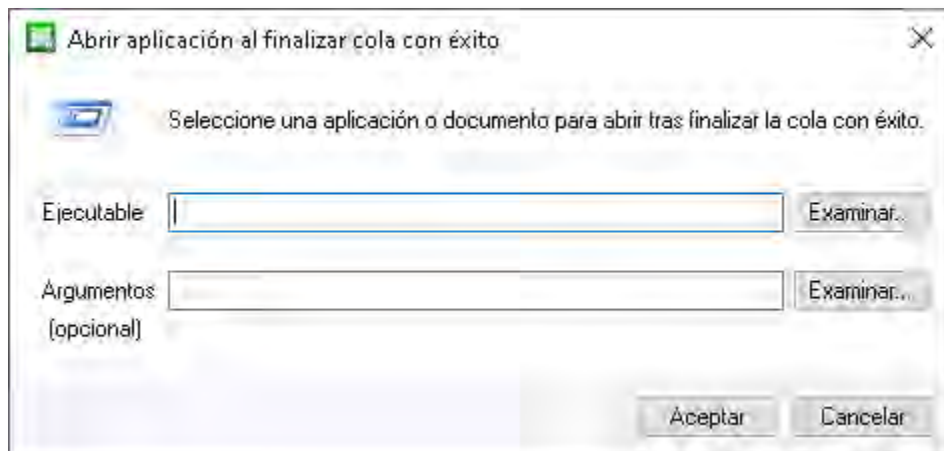 Abrir aplicación al finalizar cola con éxito
Seleccione una aplicación o documento para abrir tras finalizar la cola con éxito.
Ejecutable
Examinar...
Argumentos
(opcional)
Examinar...
Aceptar
Cancelar